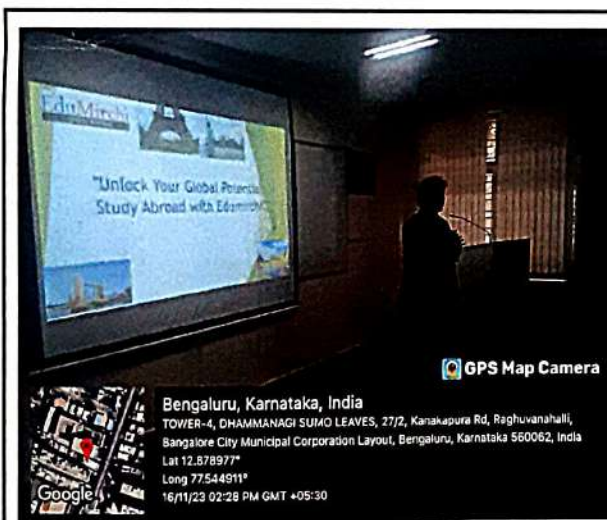 EduMirchi
"Unlock Your Global Potential
Study Abroad with Edumirchi"
GPS Map Camera
Bengaluru, Karnataka, India
TOWER-4, DHAMMANAGI SUMO LEAVES, 27/2, Kanakapura Rd, Raghuvanahalli,
Bangalore City Municipal Corporation Layout, Bengaluru, Karnataka 560062, India
Lat 12.878977°
Long 77.544911°
16/11/23 02:28 PM GMT +05:30
Google